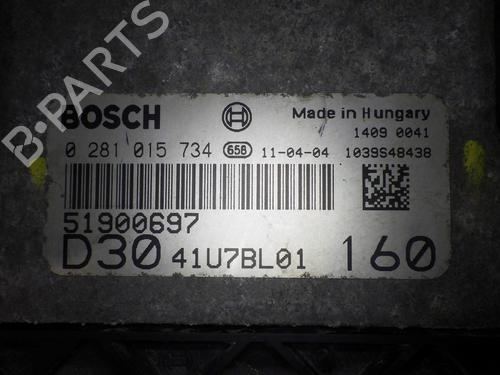 B-PARTS
BOSCH Made in Hungary
1409 0041
0 281 015 734 658 11-04-04 1039S48438
51900697
D30 41U7BL01 160